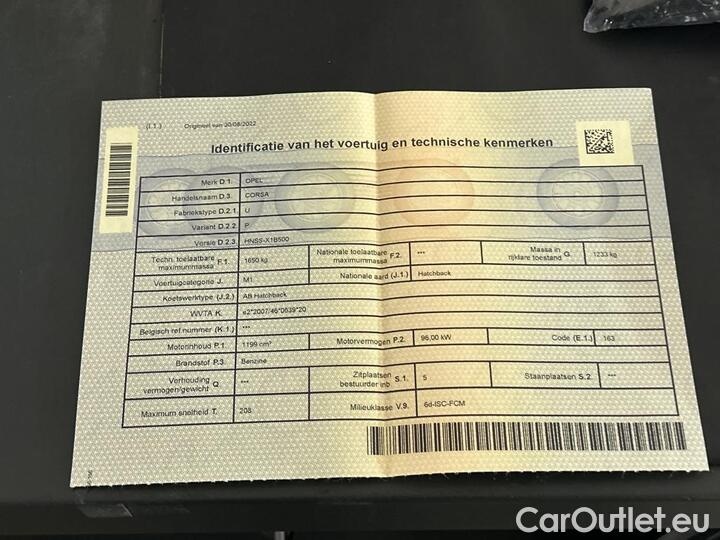 (I.1.) Origineel van 30/08/2022
Identificatie van het voertuig en technische kenmerken
Merk D.1. OPEL
Handelsnaam D.3. CORSA
Fabriekstype D.2.1. U
Variant D.2.2. P
Versie D.2.3. HNSS-X1B500
Techn. toelaatbare maximummassa F.1. 1650 kg Nationale toelaatbare maximummassa F.2. *** Massa in rijklare toestand G. 1233 kg
Voertuigcategorie J. M1 Nationale aard (J.1.) Hatchback
Koetswerktype (J.2.) AB Hatchback
WVTA K. e2*2007/46*0639*20
Belgisch ref nummer (K.1.) ***
Motorinhoud P.1. 1199 cm³ Motorvermogen P.2. 96,00 kW Code (E.1.) 163
Brandstof P.3. Benzine
Verhouding vermogen/gewicht Q. *** Zitplaatsen bestuurder inb. S.1. 5 Staanplaatsen S.2. ***
Maximum snelheid T. 208 Milieuklasse V.9. 6d-ISC-FCM
CarOutlet.eu